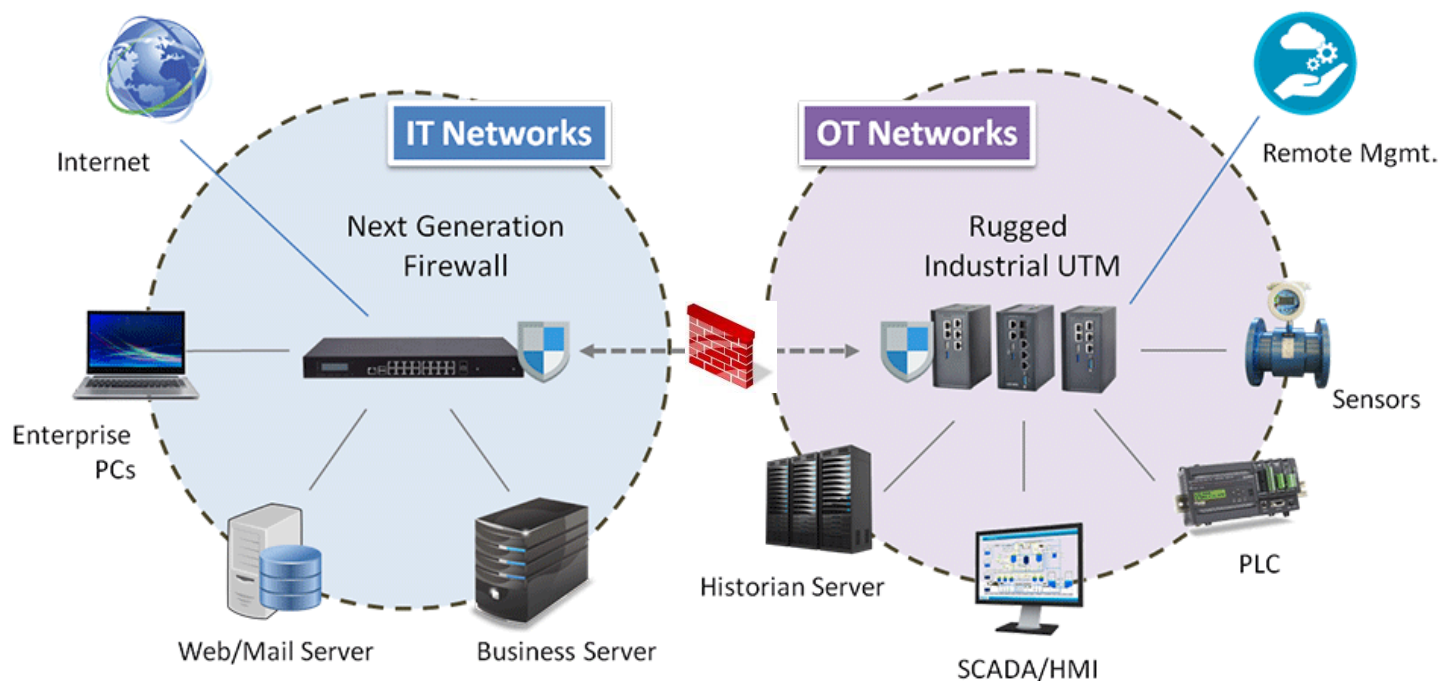 IT Networks
OT Networks
Internet
Remote Mgmt.
Next Generation
Firewall
Rugged
Industrial UTM
Enterprise
PCs
Sensors
Web/Mail Server
Business Server
Historian Server
SCADA/HMI
PLC